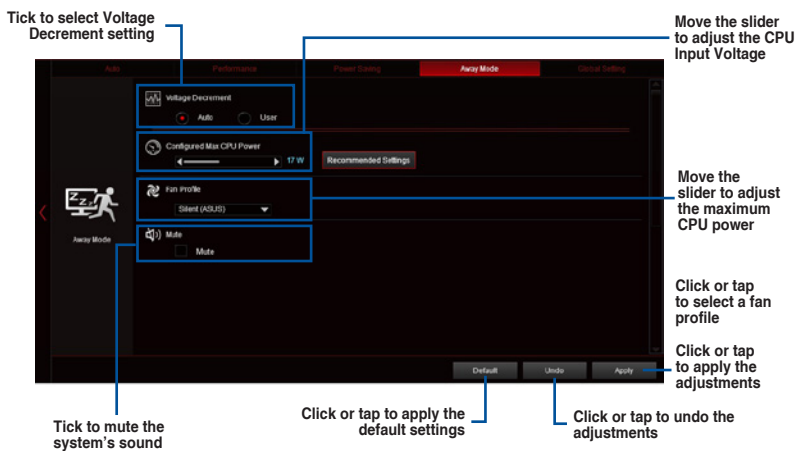 Tick to select Voltage
Decrement setting
Move the slider
to adjust the CPU
Input Voltage
Auto
Performance
Power Saving
Away Mode
Global Setting
Voltage Decrement
Auto
User
Configured Max CPU Power
17 W
Recommended Settings
Move the
slider to adjust
the maximum
CPU power
Fan Profile
Silent (ASUS)
Zzz
Away Mode
Mute
Mute
Click or tap
to select a fan
profile
Default
Undo
Apply
Click or tap
to apply the
adjustments
Tick to mute the
system's sound
Click or tap to apply the
default settings
Click or tap to undo the
adjustments